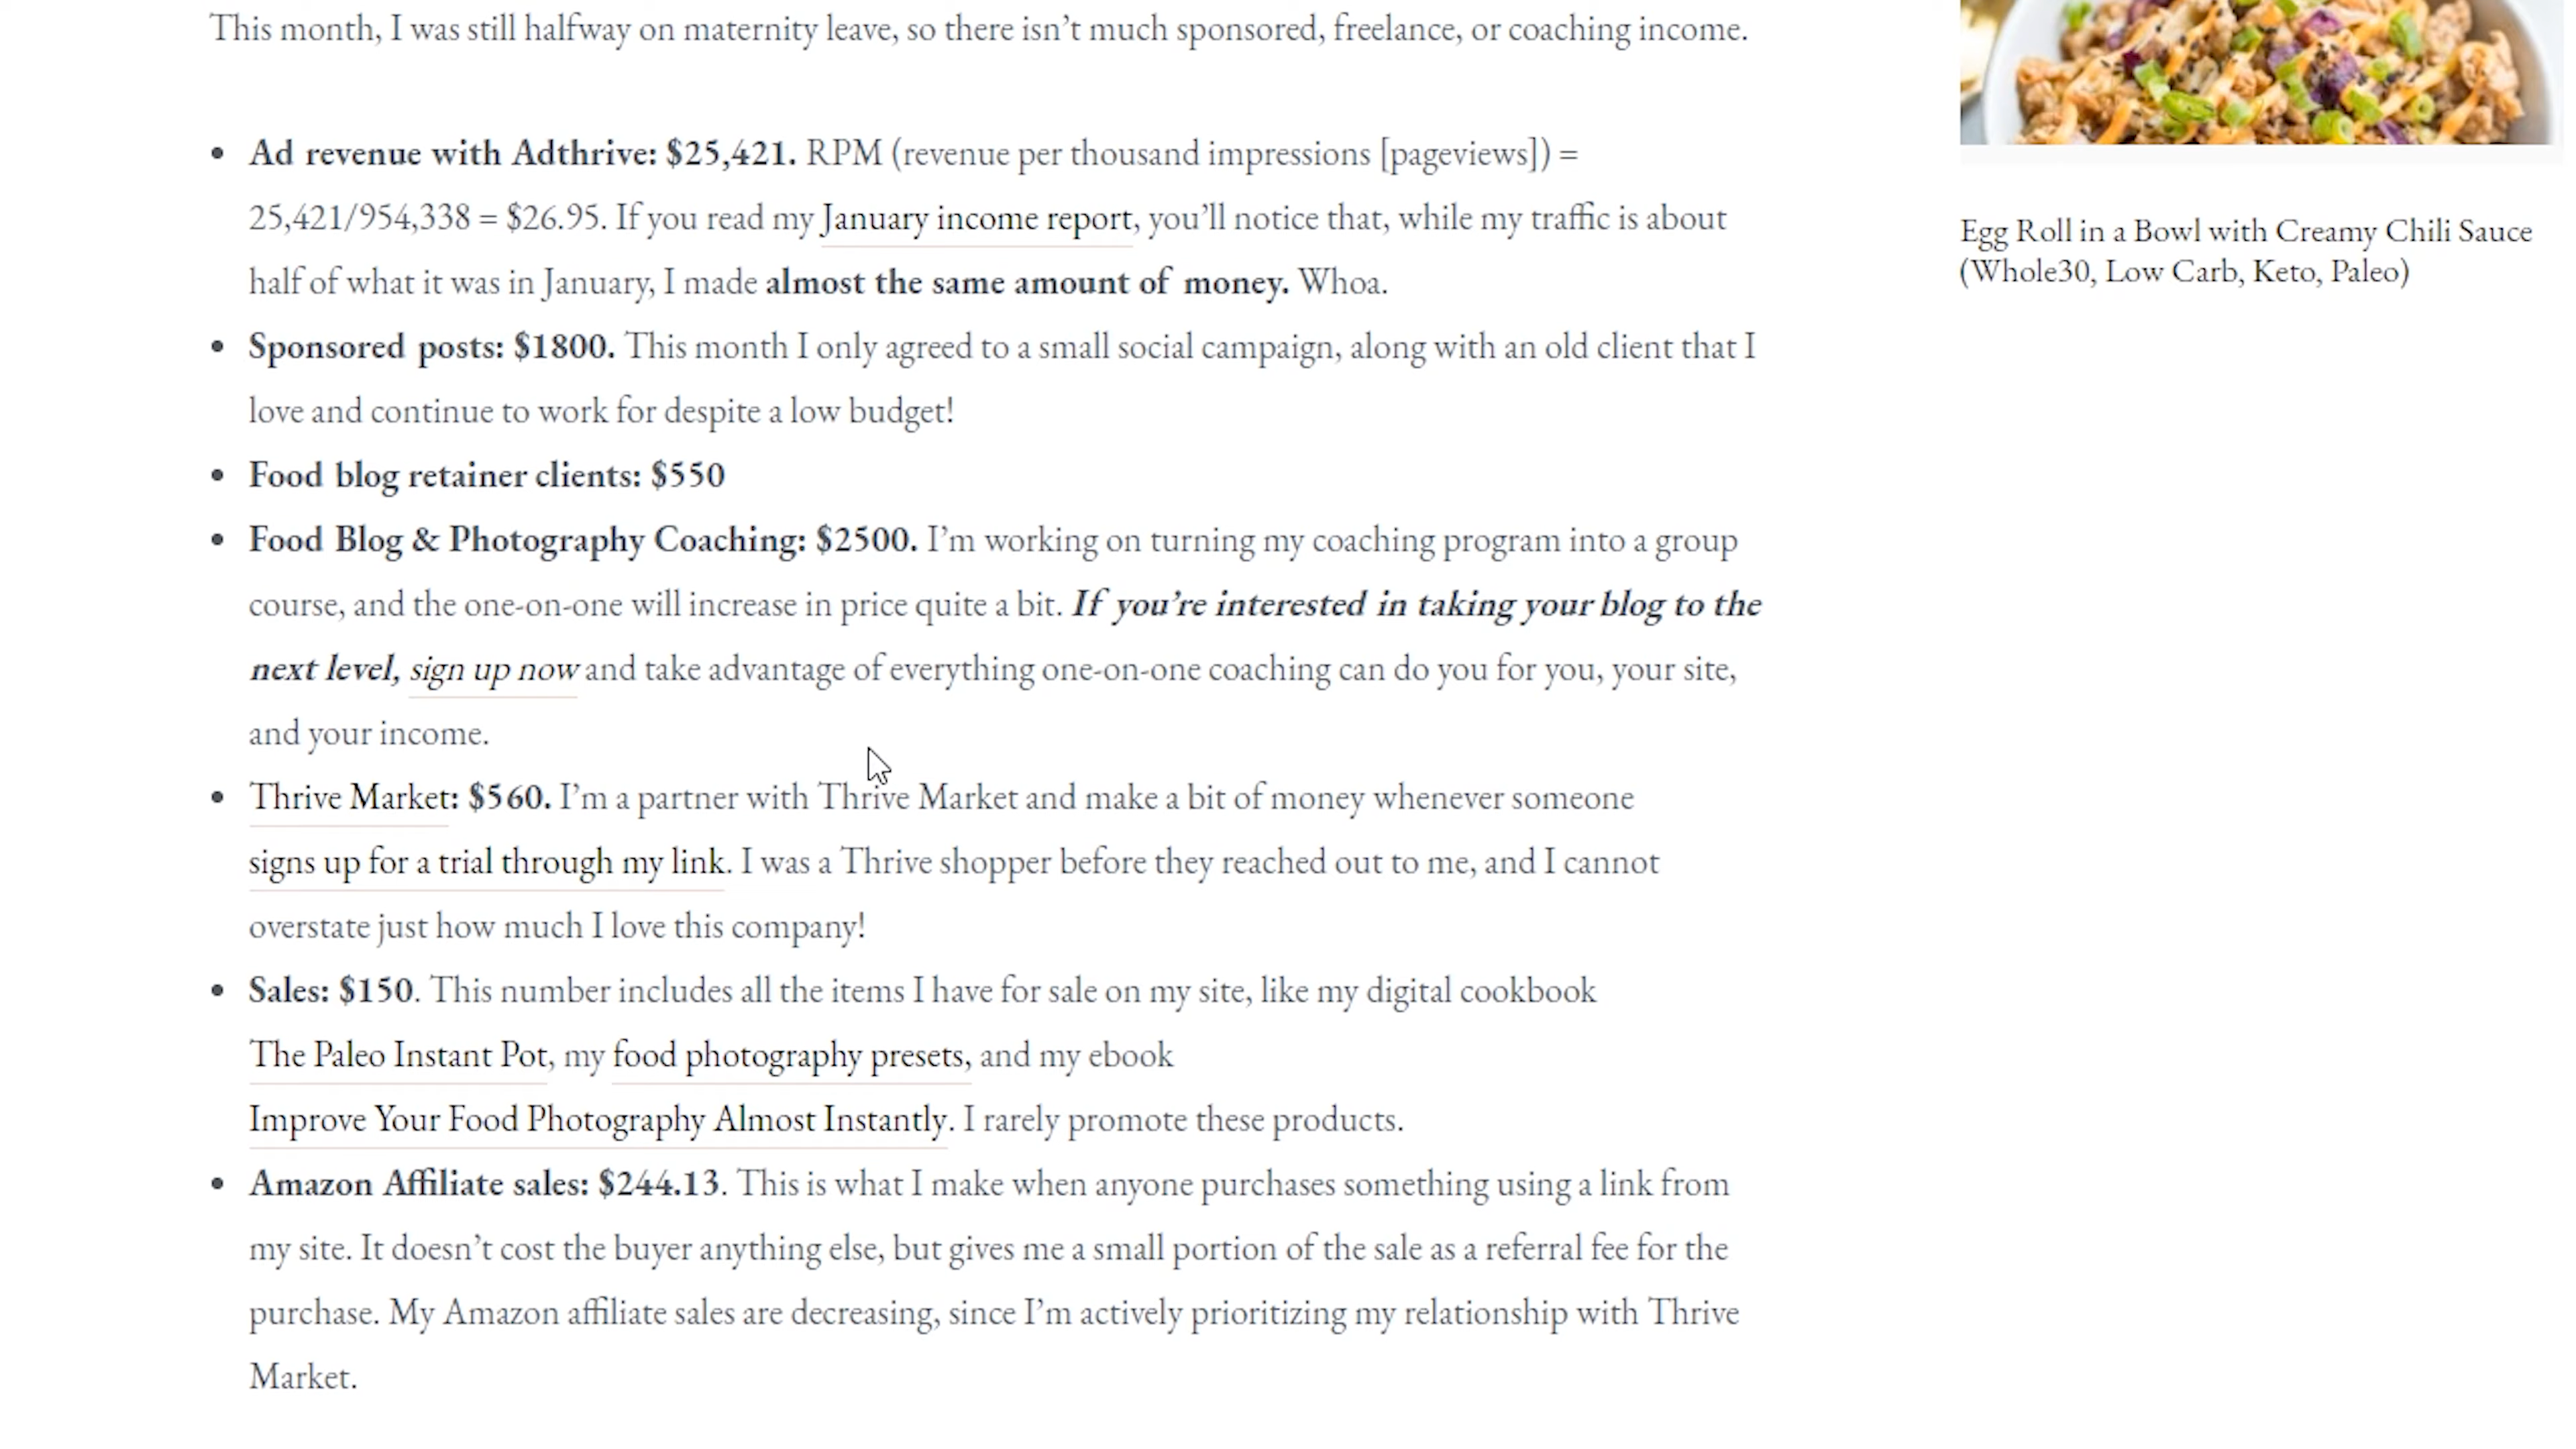 This month, I was still halfway on maternity leave, so there isn’t much sponsored, freelance, or coaching income.
• Ad revenue with Adthrive: $25,421. RPM (revenue per thousand impressions [pageviews]) =
25,421/954,338 = $26.95. If you read my January income report, you’ll notice that, while my traffic is about
half of what it was in January, I made almost the same amount of money. Whoa.
• Sponsored posts: $1800. This month I only agreed to a small social campaign, along with an old client that I
love and continue to work for despite a low budget!
• Food blog retainer clients: $550
• Food Blog & Photography Coaching: $2500. I’m working on turning my coaching program into a group
course, and the one-on-one will increase in price quite a bit. If you’re interested in taking your blog to the
next level, sign up now and take advantage of everything one-on-one coaching can do you for you, your site,
and your income.
• Thrive Market: $560. I’m a partner with Thrive Market and make a bit of money whenever someone
signs up for a trial through my link. I was a Thrive shopper before they reached out to me, and I cannot
overstate just how much I love this company!
• Sales: $150. This number includes all the items I have for sale on my site, like my digital cookbook
The Paleo Instant Pot, my food photography presets, and my ebook
Improve Your Food Photography Almost Instantly. I rarely promote these products.
• Amazon Affiliate sales: $244.13. This is what I make when anyone purchases something using a link from
my site. It doesn’t cost the buyer anything else, but gives me a small portion of the sale as a referral fee for the
purchase. My Amazon affiliate sales are decreasing, since I’m actively prioritizing my relationship with Thrive
Market.
Egg Roll in a Bowl with Creamy Chili Sauce
(Whole30, Low Carb, Keto, Paleo)